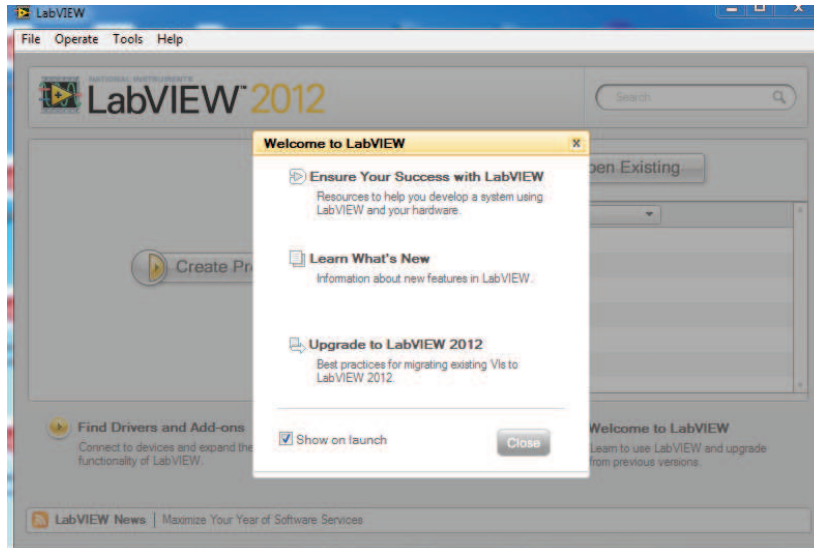 LabVIEW
File Operate Tools Help
NATIONAL INSTRUMENTS
LabVIEW™ 2012
Search
Welcome to LabVIEW
Ensure Your Success with LabVIEW
Resources to help you develop a system using
LabVIEW and your hardware.
Learn What's New
Information about new features in LabVIEW.
Upgrade to LabVIEW 2012
Best practices for migrating existing VIs to
LabVIEW 2012.
Show on launch
Close
Create Pr
pen Existing
Find Drivers and Add-ons
Connect to devices and expand the
functionality of LabVIEW.
Welcome to LabVIEW
Learn to use LabVIEW and upgrade
from previous versions.
LabVIEW News | Maximize Your Year of Software Services